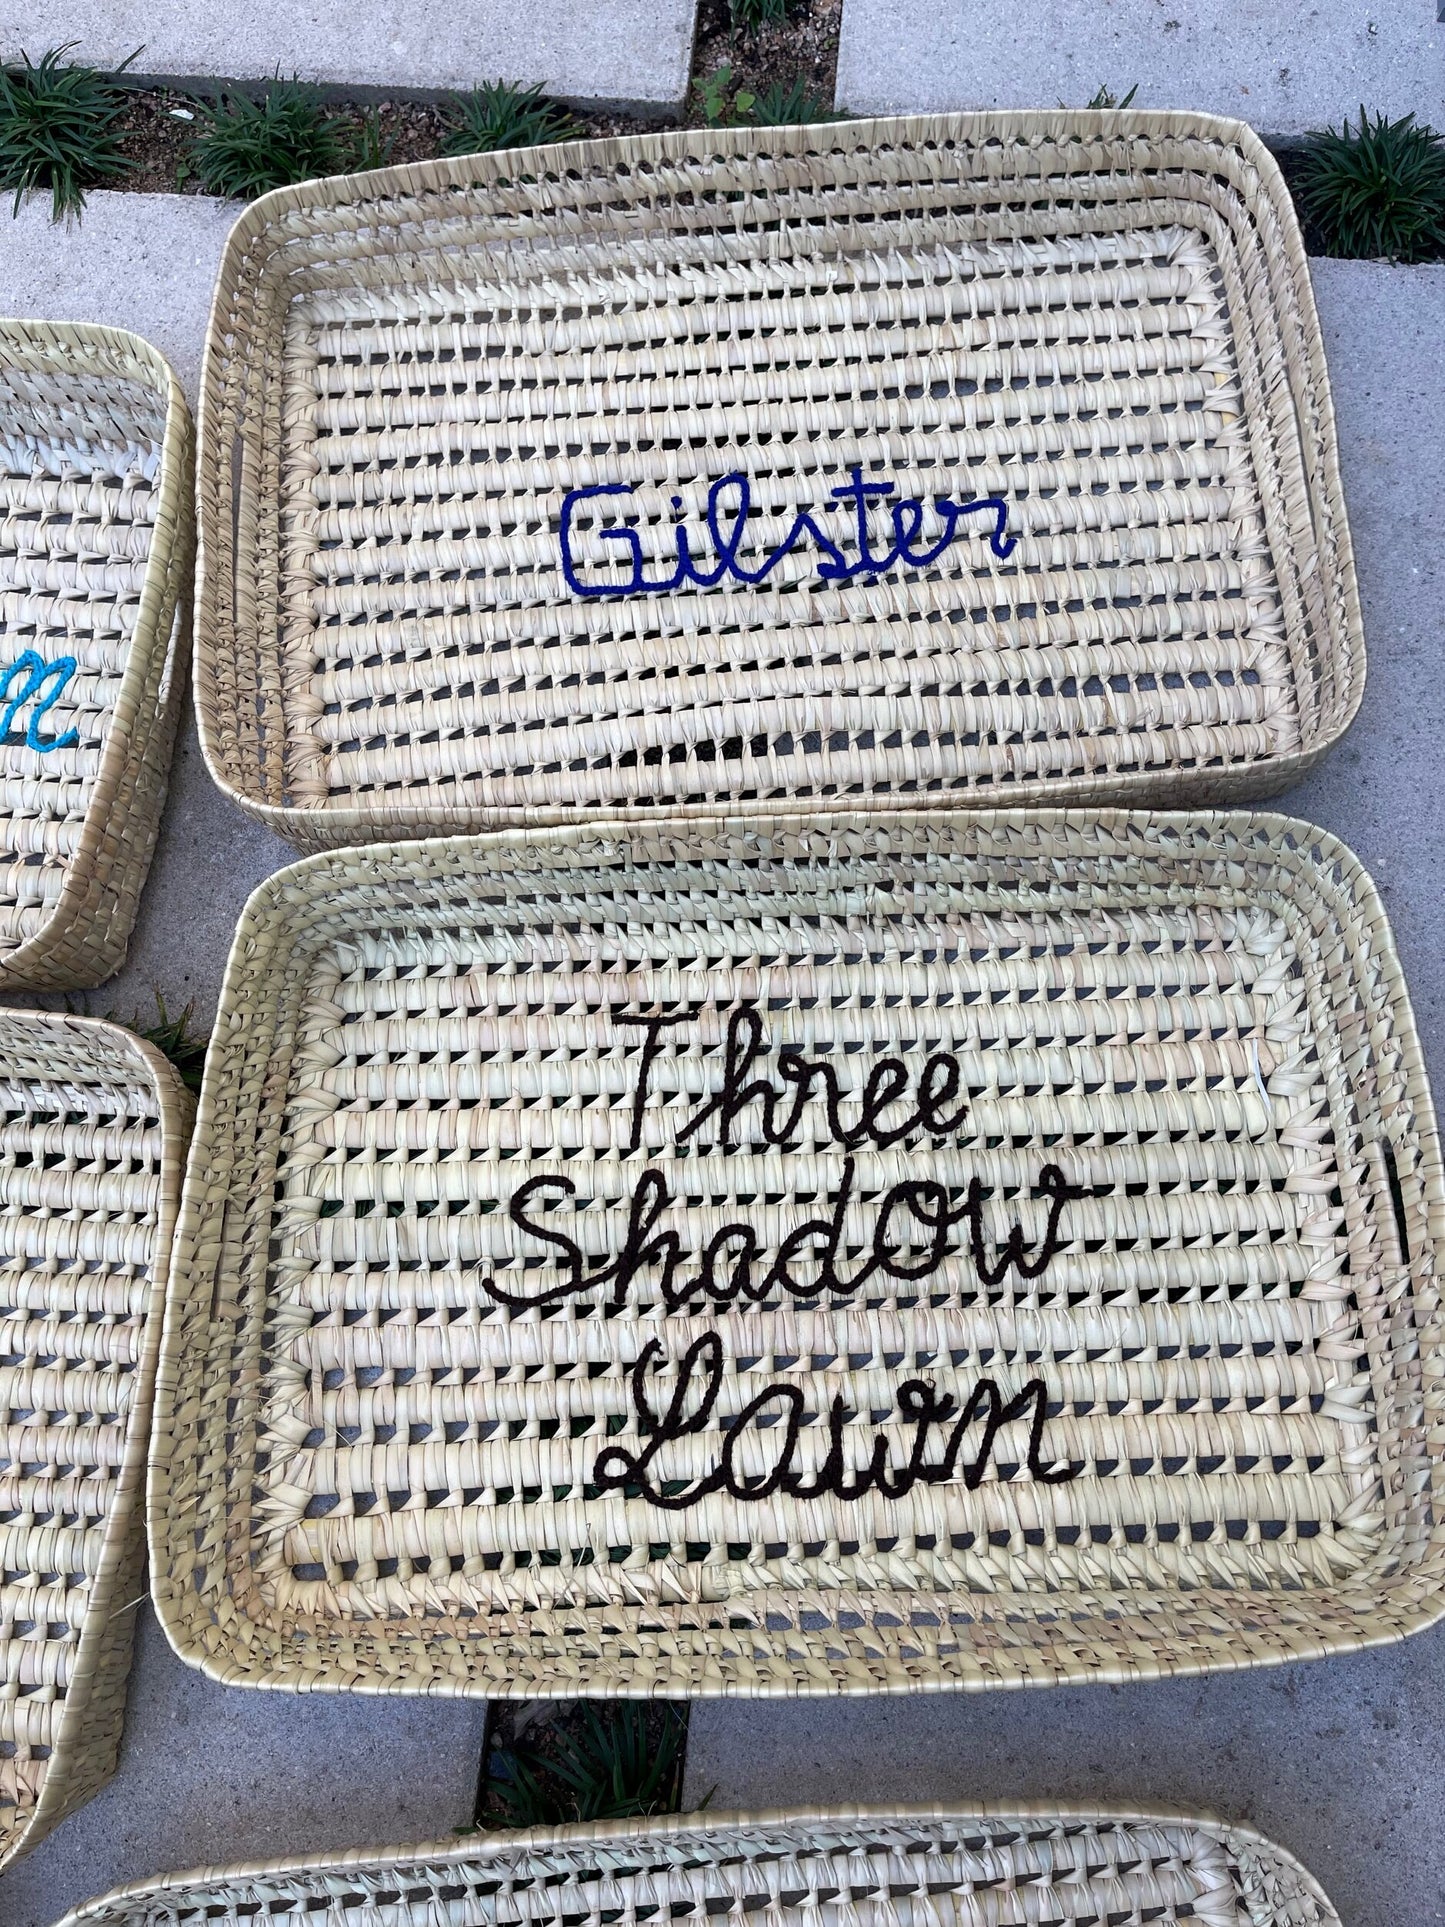 Gilster
n
Three
Shadow
Lawn